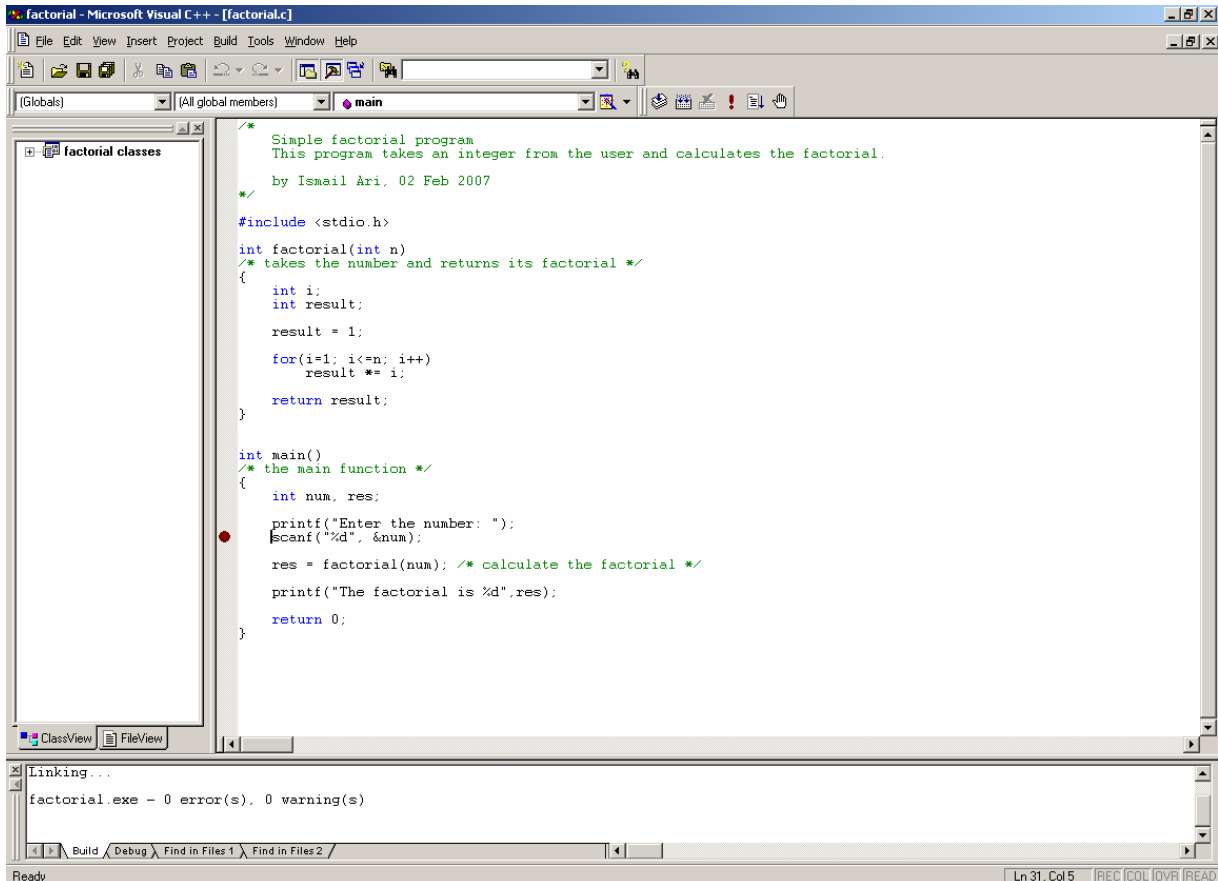 factorial - Microsoft Visual C++ - [factorial.c]
File Edit View Insert Project Build Tools Window Help
(Globals) (All global members) main
factorial classes
/*
Simple factorial program
This program takes an integer from the user and calculates the factorial.
by Ismail Ari, 02 Feb 2007
*/
#include <stdio.h>
int factorial(int n)
/* takes the number and returns its factorial */
{
int i;
int result;
result = 1;
for(i=1; i<=n; i++)
result *= i;
return result;
}
int main()
/* the main function */
{
int num, res;
printf("Enter the number: ");
scanf("%d", &num);
res = factorial(num); /* calculate the factorial */
printf("The factorial is %d",res);
return 0;
}
ClassView FileView
Linking...
factorial.exe - 0 error(s), 0 warning(s)
Build Debug Find in Files 1 Find in Files 2
Ready Ln 31, Col 5 REC COL OVR READ